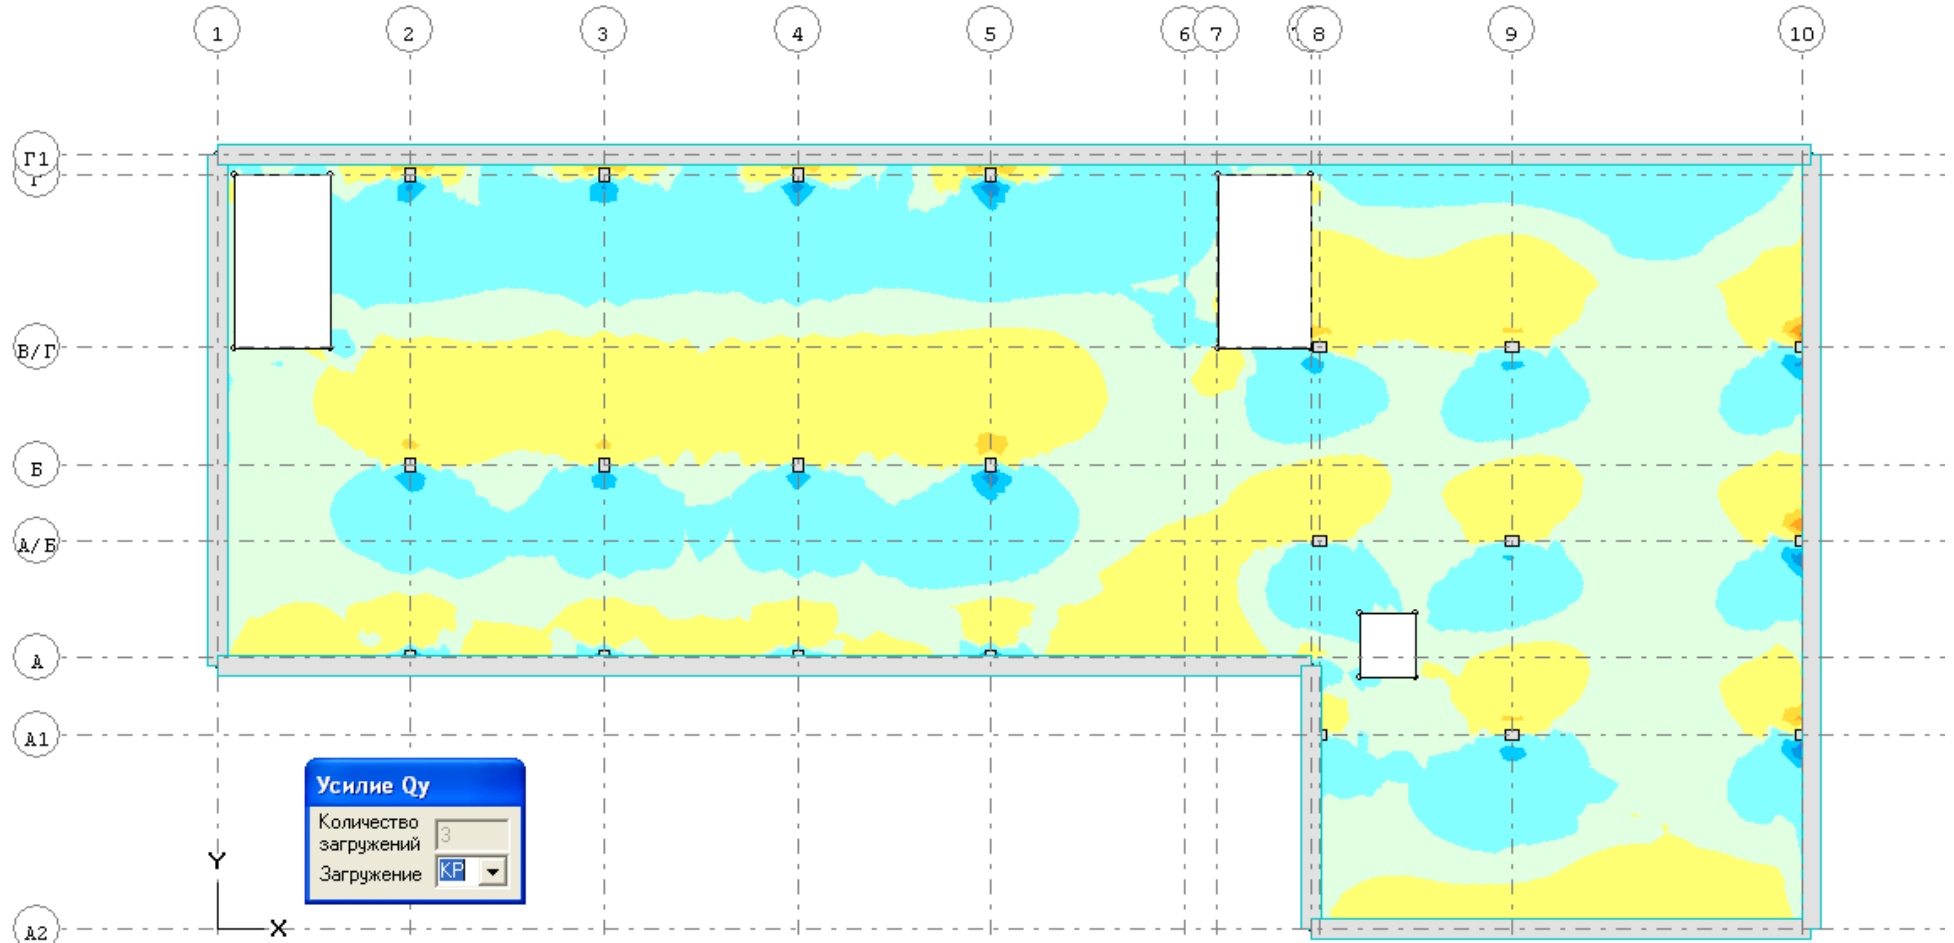 1 2 3 4 5 6 7 8 9 10
Г1
В/Г
Б
А/Б
А
А1
А2
Усилие Qy
Количество
загружений 3
Загружение КР
Y
X